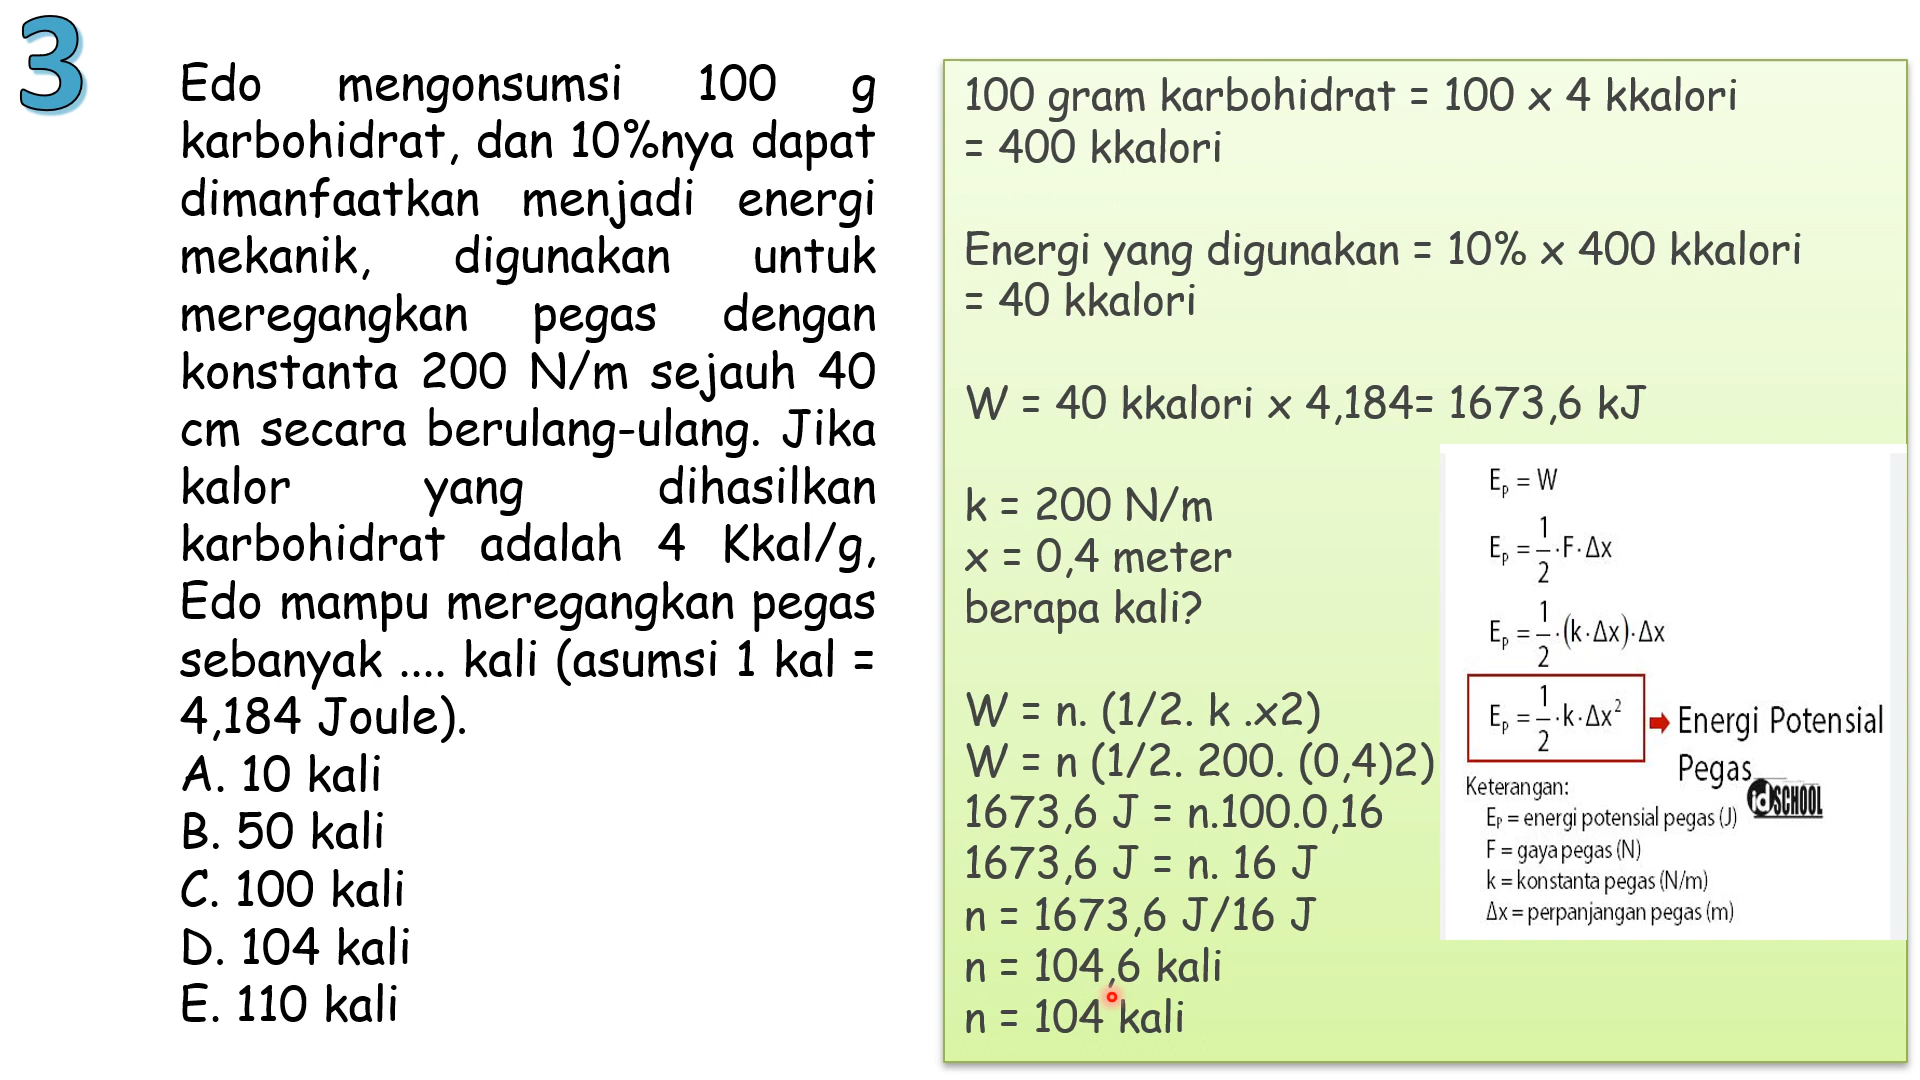 3
Edo mengonsumsi 100 g
karbohidrat, dan 10%nya dapat
dimanfaatkan menjadi energi
mekanik, digunakan untuk
meregangkan pegas dengan
konstanta 200 N/m sejauh 40
cm secara berulang-ulang. Jika
kalor yang dihasilkan
karbohidrat adalah 4 Kkal/g,
Edo mampu meregangkan pegas
sebanyak .... kali (asumsi 1 kal =
4,184 Joule).
A. 10 kali
B. 50 kali
C. 100 kali
D. 104 kali
E. 110 kali
100 gram karbohidrat = 100 x 4 kkalori
= 400 kkalori
Energi yang digunakan = 10% x 400 kkalori
= 40 kkalori
W = 40 kkalori x 4,184= 1673,6 kJ
k = 200 N/m
x = 0,4 meter
berapa kali?
W = n. (1/2. k .x2)
W = n (1/2. 200. (0,4)2)
1673,6 J = n.100.0,16
1673,6 J = n. 16 J
n = 1673,6 J/16 J
n = 104,6 kali
n = 104 kali
Eₚ = W
Eₚ = 1/2 · F · Δx
Eₚ = 1/2 · (k · Δx) · Δx
Eₚ = 1/2 · k · Δx²
Energi Potensial
Pegas
idSCHOOL
Keterangan:
Eₚ = energi potensial pegas (J)
F = gaya pegas (N)
k = konstanta pegas (N/m)
Δx = perpanjangan pegas (m)